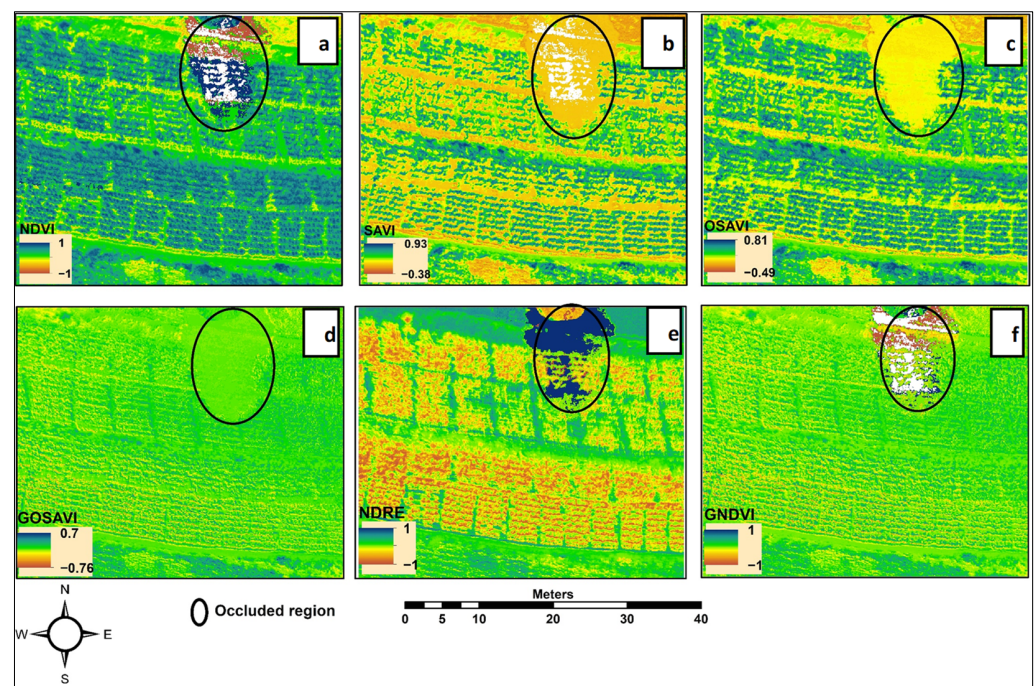 a
NDVI
1
−1
b
SAVI
0.93
−0.38
c
OSAVI
0.81
−0.49
d
GOSAVI
0.7
−0.76
e
NDRE
1
−1
f
GNDVI
1
−1
N
W E
S
Occluded region
Meters
0 5 10 20 30 40